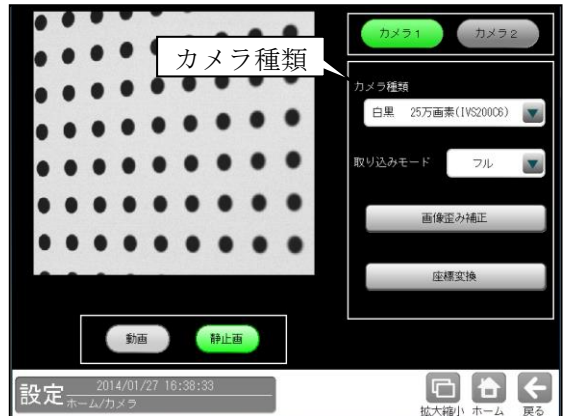 カメラ1
カメラ2
カメラ種類
カメラ種類
白黒 25万画素(IVS200C6)
取り込みモード
フル
画像歪み補正
座標変換
動画
静止画
設定
2014/01/27 16:38:33
ホーム/カメラ
拡大縮小
ホーム
戻る